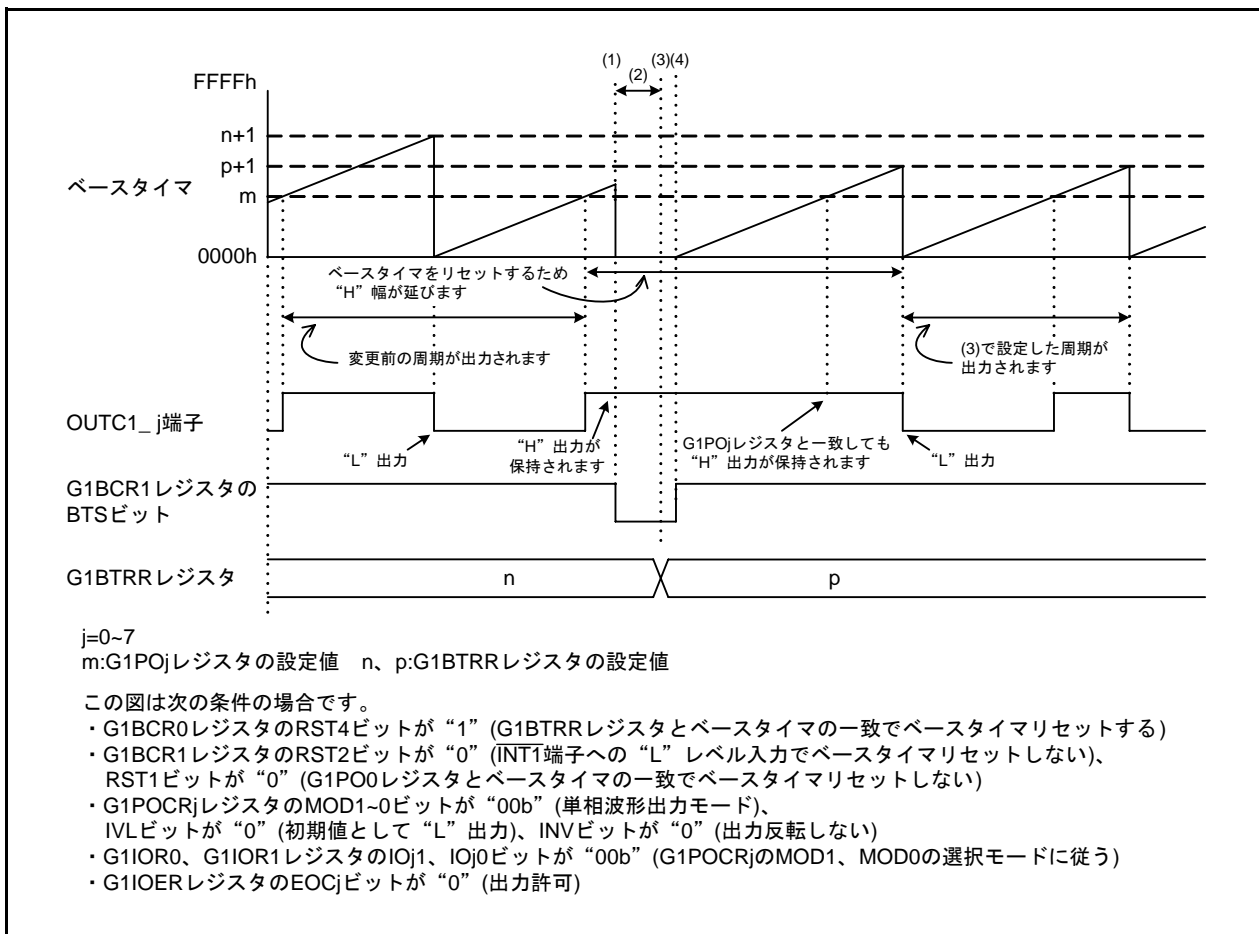 (1)
(2)
(3)(4)
FFFFh
n+1
p+1
ベースタイマ
m
0000h
ベースタイマをリセットするため
“H”幅が延びます
変更前の周期が出力されます
(3)で設定した周期が
出力されます
OUTC1_ j端子
“L”出力
“H”出力が
保持されます
G1POjレジスタと一致しても
“H”出力が保持されます
“L”出力
G1BCR1レジスタの
BTSビット
G1BTRRレジスタ
n
p
j=0~7
m:G1POjレジスタの設定値　n、p:G1BTRRレジスタの設定値
この図は次の条件の場合です。
・G1BCR0レジスタのRST4ビットが“1”(G1BTRRレジスタとベースタイマの一致でベースタイマリセットする)
・G1BCR1レジスタのRST2ビットが“0”(INT1端子への“L”レベル入力でベースタイマリセットしない)、
RST1ビットが“0”(G1PO0レジスタとベースタイマの一致でベースタイマリセットしない)
・G1POCRjレジスタのMOD1~0ビットが“00b”(単相波形出力モード)、
IVLビットが“0”(初期値として“L”出力)、INVビットが“0”(出力反転しない)
・G1IOR0、G1IOR1レジスタのIOj1、IOj0ビットが“00b”(G1POCRjのMOD1、MOD0の選択モードに従う)
・G1IOERレジスタのEOCjビットが“0”(出力許可)